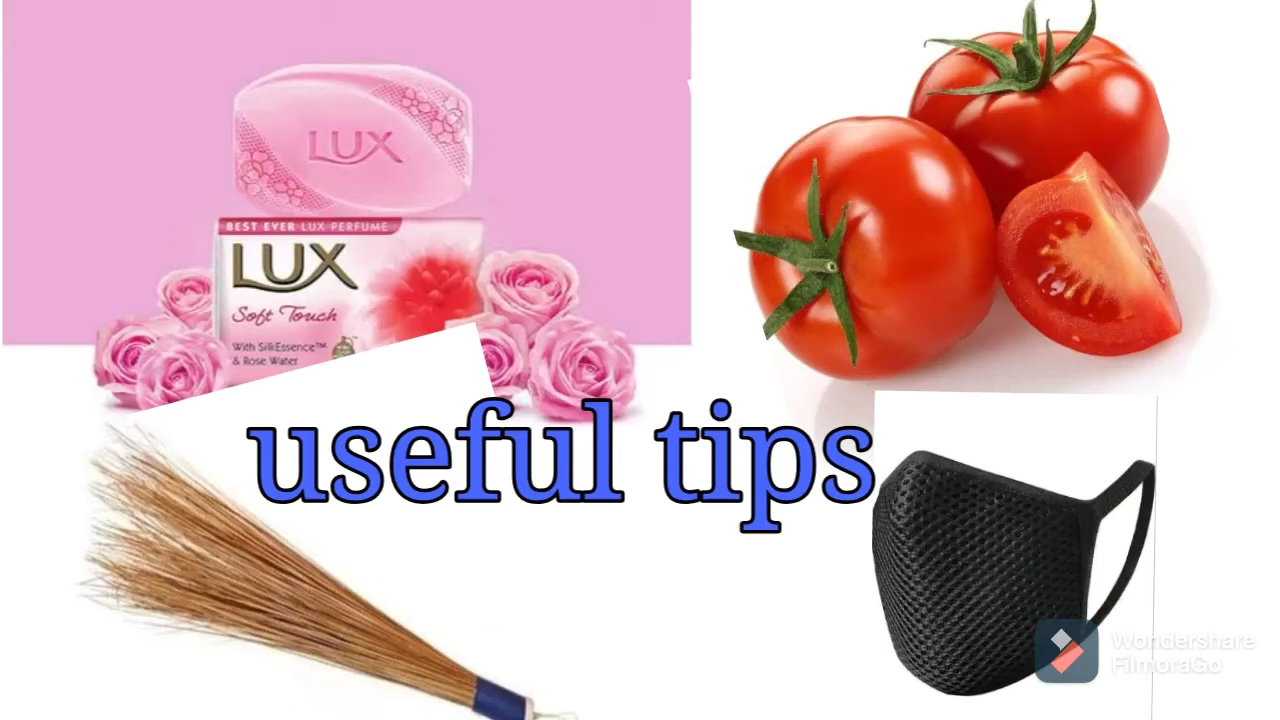 LUX
BEST EVER LUX PERFUME
LUX
Soft Touch
With SilkEssence™
& Rose Water
useful tips
Wondershare
FilmoraGo